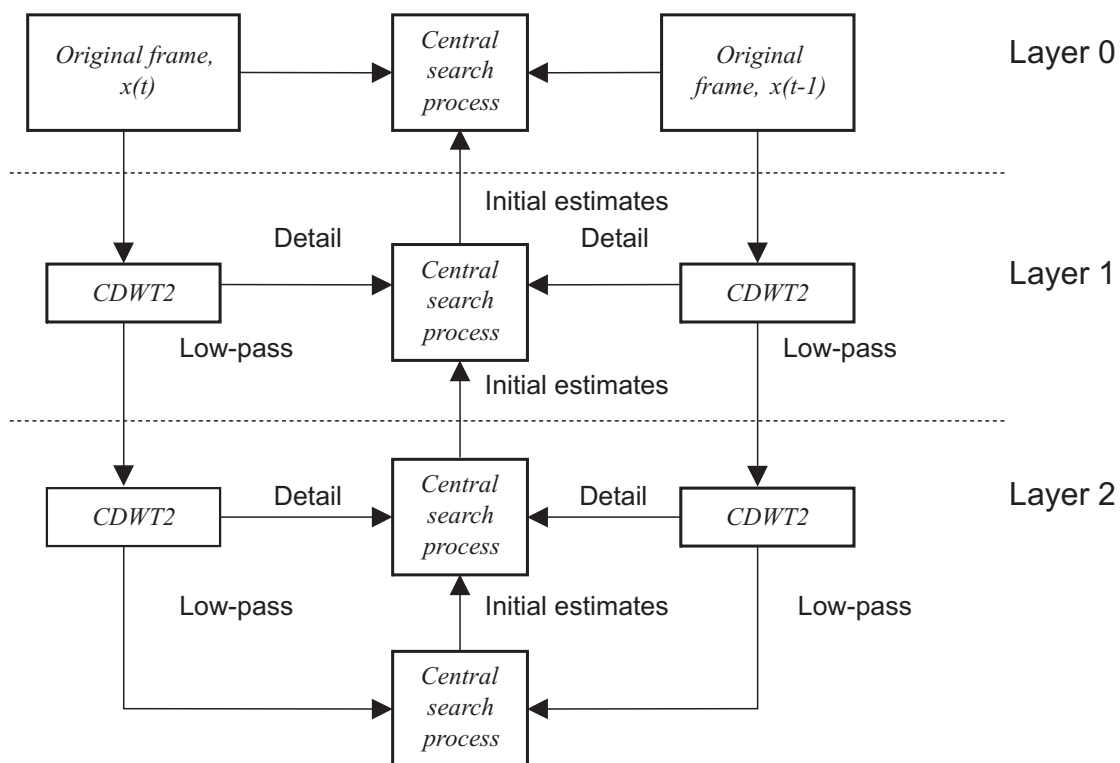 Original frame,
x(t)
Central
search
process
Original
frame, x(t-1)
Layer 0
Initial estimates
Detail
Detail
CDWT2
Central
search
process
CDWT2
Layer 1
Low-pass
Low-pass
Initial estimates
CDWT2
Detail
Central
search
process
Detail
CDWT2
Layer 2
Low-pass
Initial estimates
Low-pass
Central
search
process